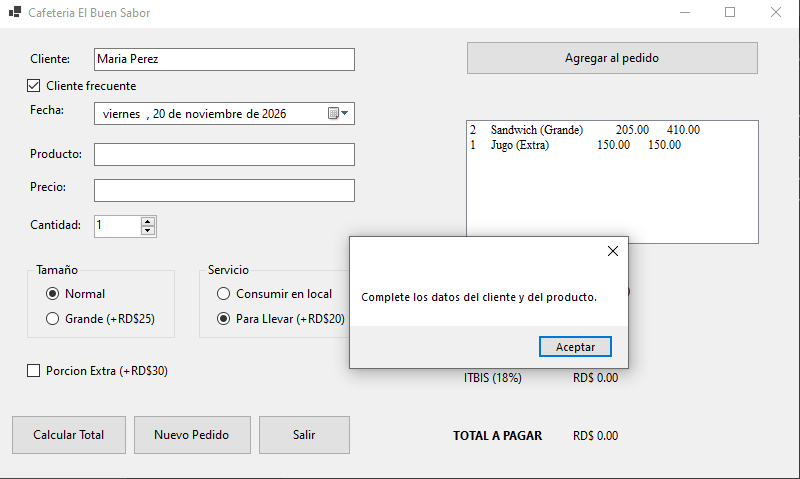 Cafeteria El Buen Sabor
Cliente: Maria Perez
Agregar al pedido
Cliente frecuente
Fecha: viernes , 20 de noviembre de 2026
2 Sandwich (Grande) 205.00 410.00
1 Jugo (Extra) 150.00 150.00
Producto:
Precio:
Cantidad: 1
Tamaño
Servicio
Normal
Consumir en local
Complete los datos del cliente y del producto.
Grande (+RD$25)
Para Llevar (+RD$20)
Aceptar
Porcion Extra (+RD$30)
ITBIS (18%) RD$ 0.00
Calcular Total
Nuevo Pedido
Salir
TOTAL A PAGAR RD$ 0.00